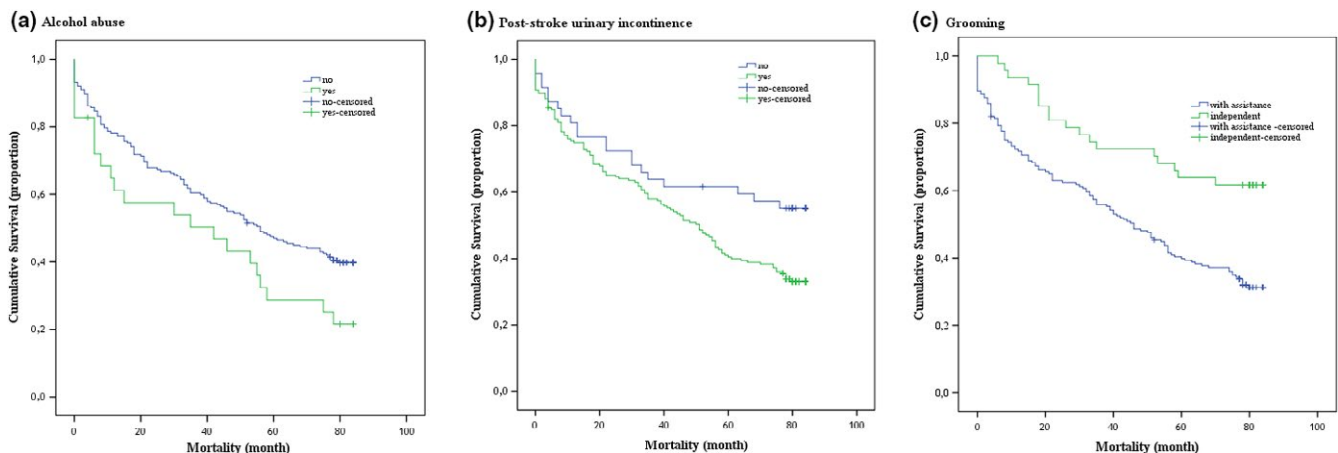 (a) Alcohol abuse
Cumulative Survival (proportion)
1,0
0,8
0,6
0,4
0,2
0,0
0 20 40 60 80 100
Mortality (month)
no
yes
no-censored
yes-censored
(b) Post-stroke urinary incontinence
Cumulative Survival (proportion)
1,0
0,8
0,6
0,4
0,2
0,0
0 20 40 60 80 100
Mortality (month)
no
yes
no-censored
yes-censored
(c) Grooming
Cumulative Survival (proportion)
1,0
0,8
0,6
0,4
0,2
0,0
0 20 40 60 80 100
Mortality (month)
with assistance
independent
with assistance -censored
independent-censored